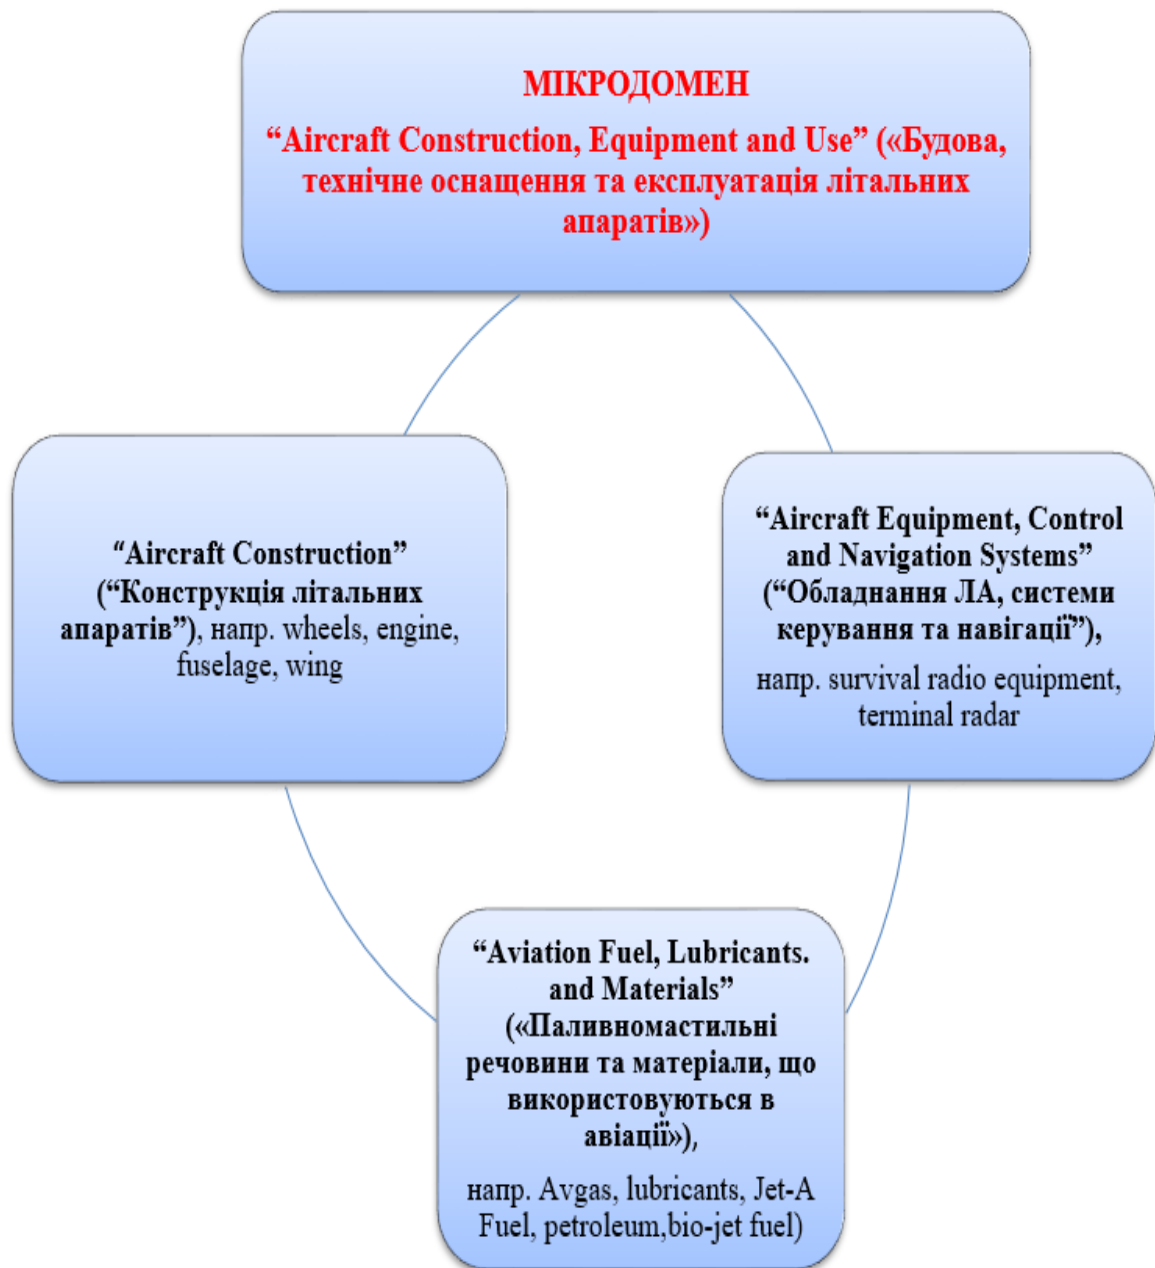 МІКРОДОМЕН
“Aircraft Construction, Equipment and Use” («Будова,
технічне оснащення та експлуатація літальних
апаратів»)
“Aircraft Construction”
(“Конструкція літальних
апаратів”), напр. wheels, engine,
fuselage, wing
“Aircraft Equipment, Control
and Navigation Systems”
(“Обладнання ЛА, системи
керування та навігації”),
напр. survival radio equipment,
terminal radar
“Aviation Fuel, Lubricants.
and Materials”
(«Паливномастильні
речовини та матеріали, що
використовуються в
авіації»),
напр. Avgas, lubricants, Jet-A
Fuel, petroleum,bio-jet fuel)